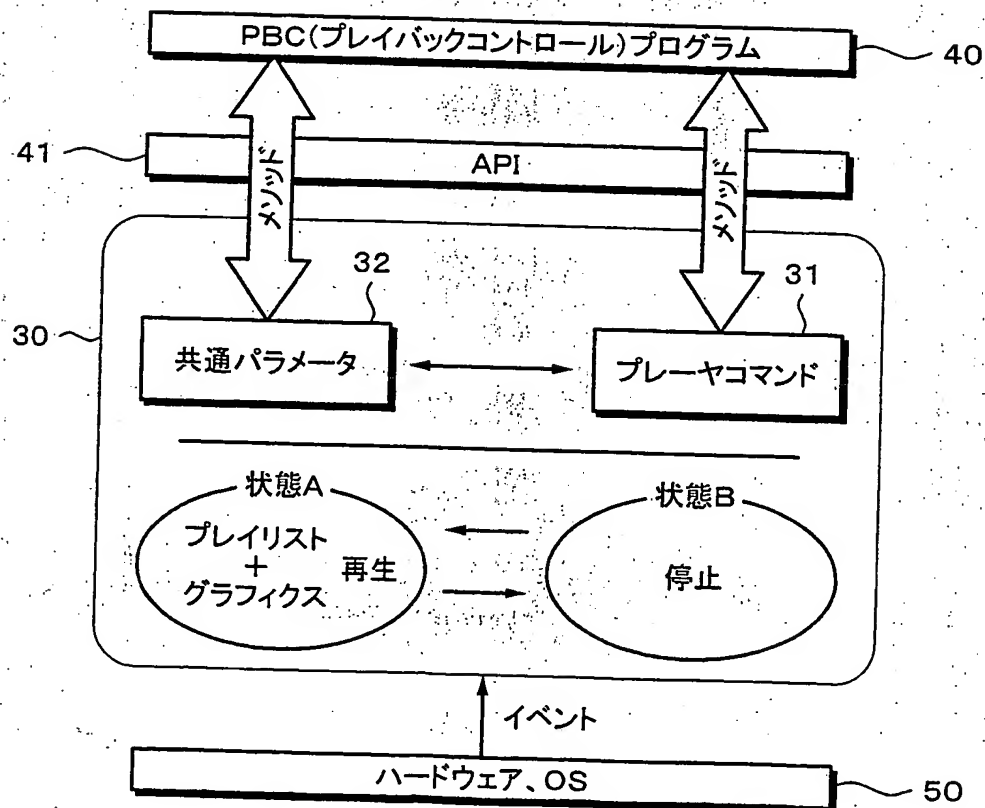 PBC(プレイバックコントロール)プログラム
40
41
API
メソッド
メソッド
30
32
31
共通パラメータ
プレーヤコマンド
状態A
状態B
プレイリスト
+
グラフィクス
再生
停止
イベント
ハードウェア、OS
50